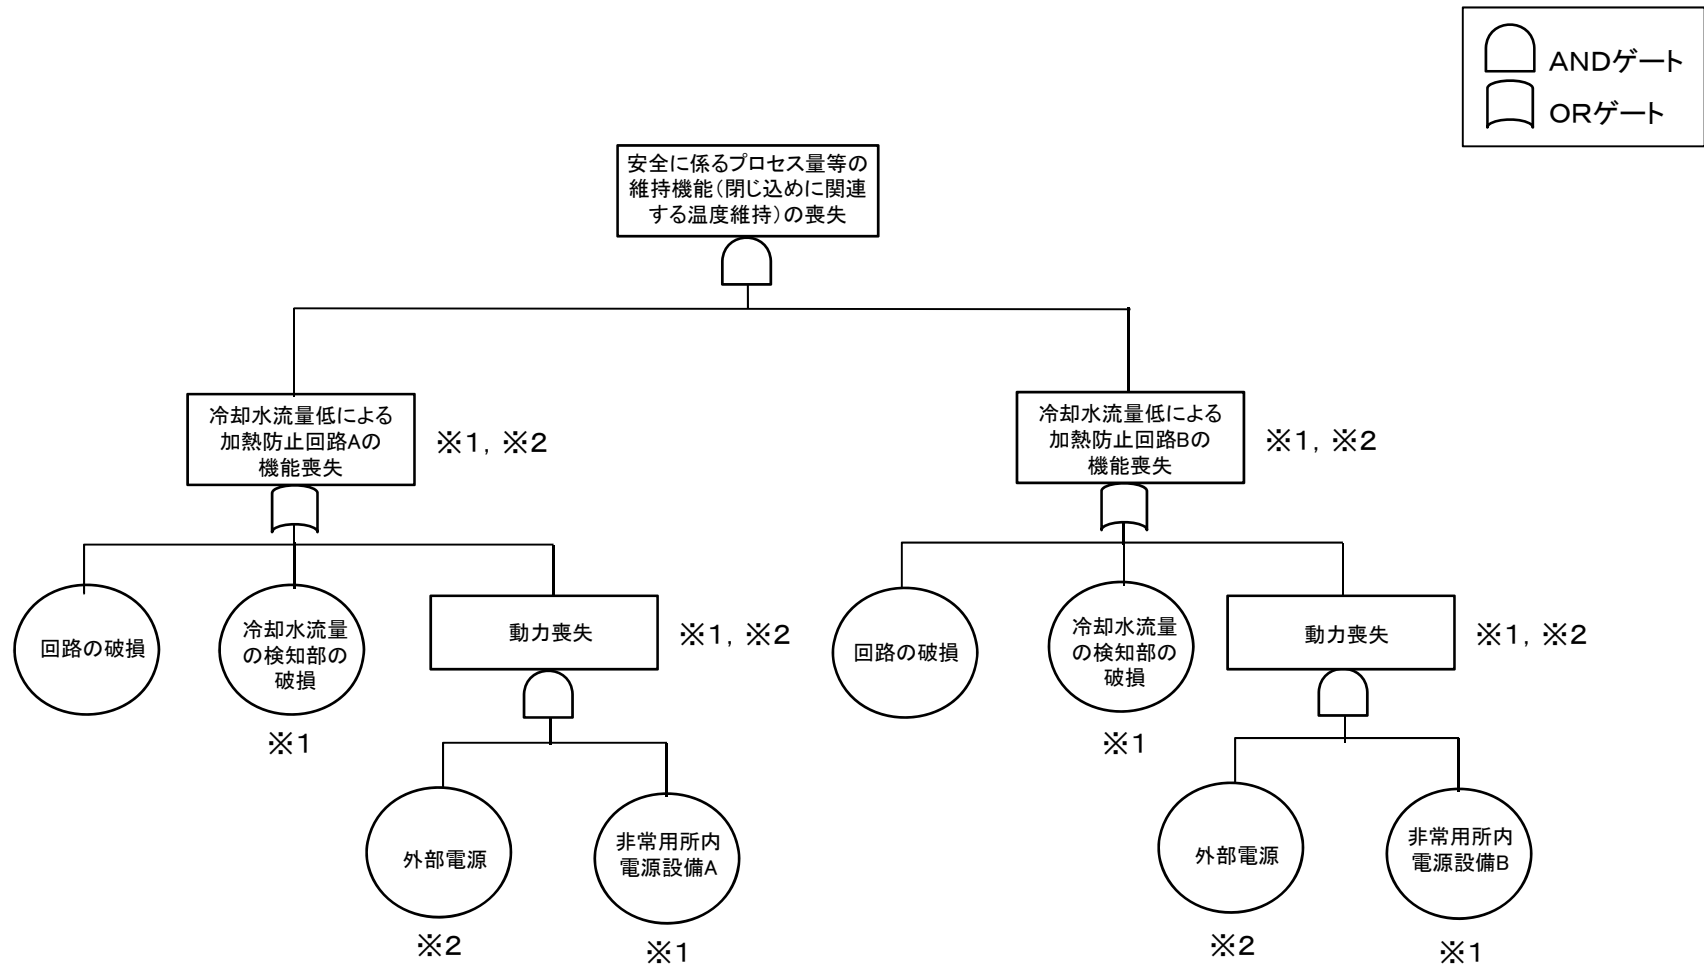 ANDゲート
ORゲート
安全に係るプロセス量等の
維持機能(閉じ込めに関連
する温度維持)の喪失
冷却水流量低による
加熱防止回路Aの
機能喪失
※1, ※2
冷却水流量低による
加熱防止回路Bの
機能喪失
※1, ※2
回路の破損
冷却水流量
の検知部の
破損
※1
動力喪失
※1, ※2
回路の破損
冷却水流量
の検知部の
破損
※1
動力喪失
※1, ※2
外部電源
※2
非常用所内
電源設備A
※1
外部電源
※2
非常用所内
電源設備B
※1